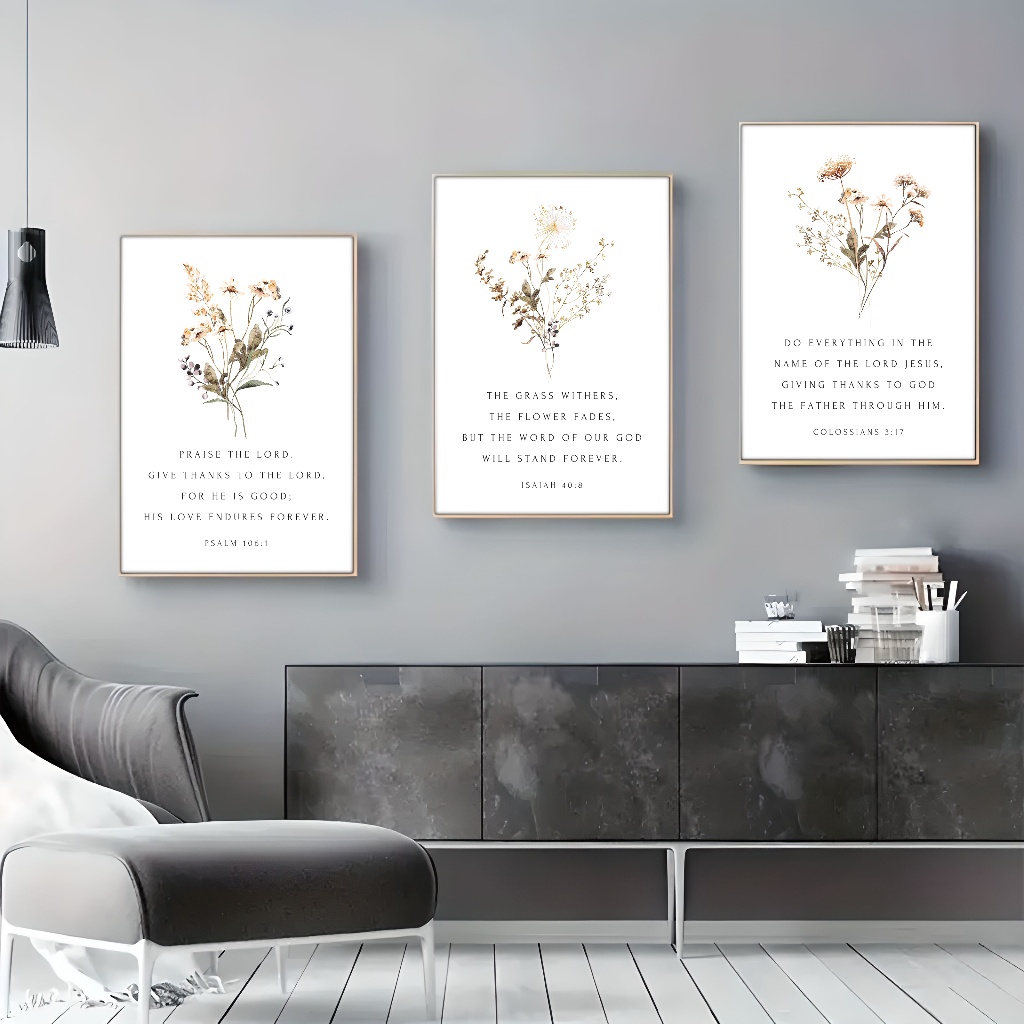 PRAISE THE LORD.
GIVE THANKS TO THE LORD,
FOR HE IS GOOD;
HIS LOVE ENDURES FOREVER.
PSALM 106:1
THE GRASS WITHERS,
THE FLOWER FADES,
BUT THE WORD OF OUR GOD
WILL STAND FOREVER.
ISAIAH 40:8
DO EVERYTHING IN THE
NAME OF THE LORD JESUS,
GIVING THANKS TO GOD
THE FATHER THROUGH HIM.
COLOSSIANS 3:17